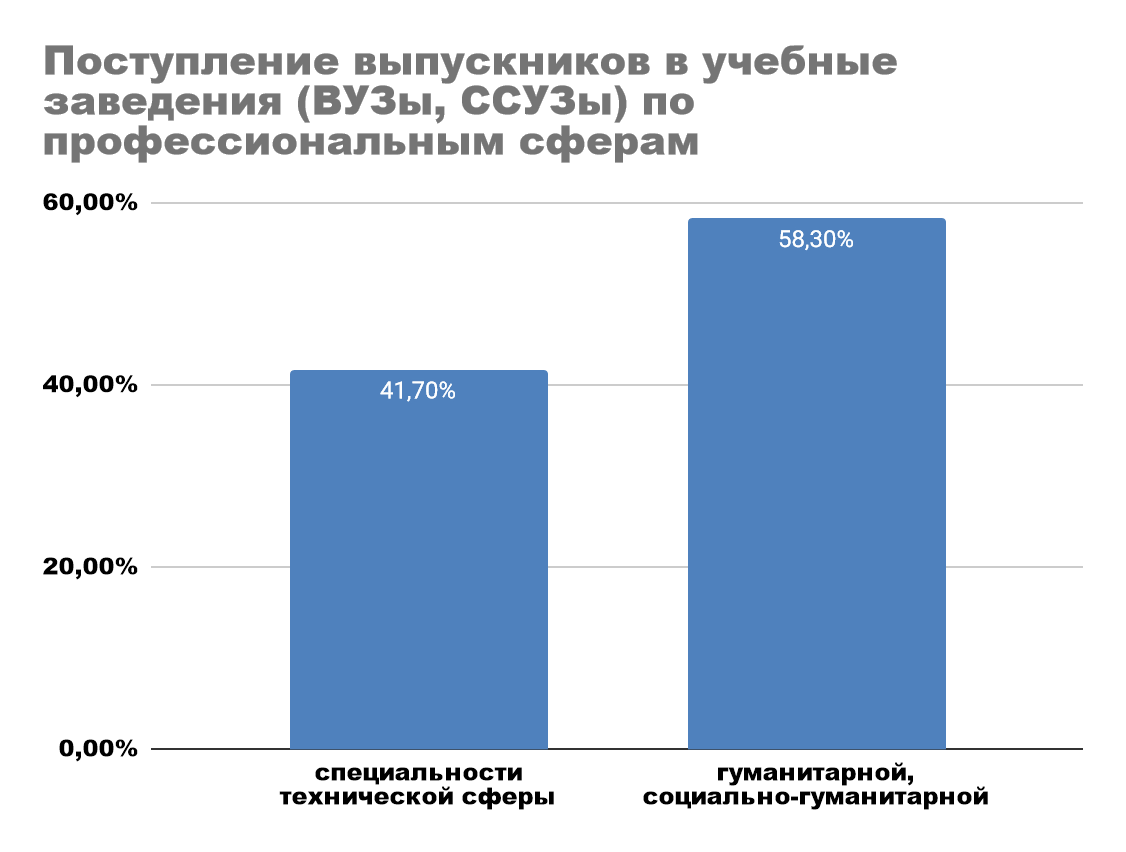 Поступление выпускников в учебные
заведения (ВУЗы, ССУЗы) по
профессиональным сферам
60,00%
58,30%
40,00%
41,70%
20,00%
0,00%
специальности
технической сферы
гуманитарной,
социально-гуманитарной